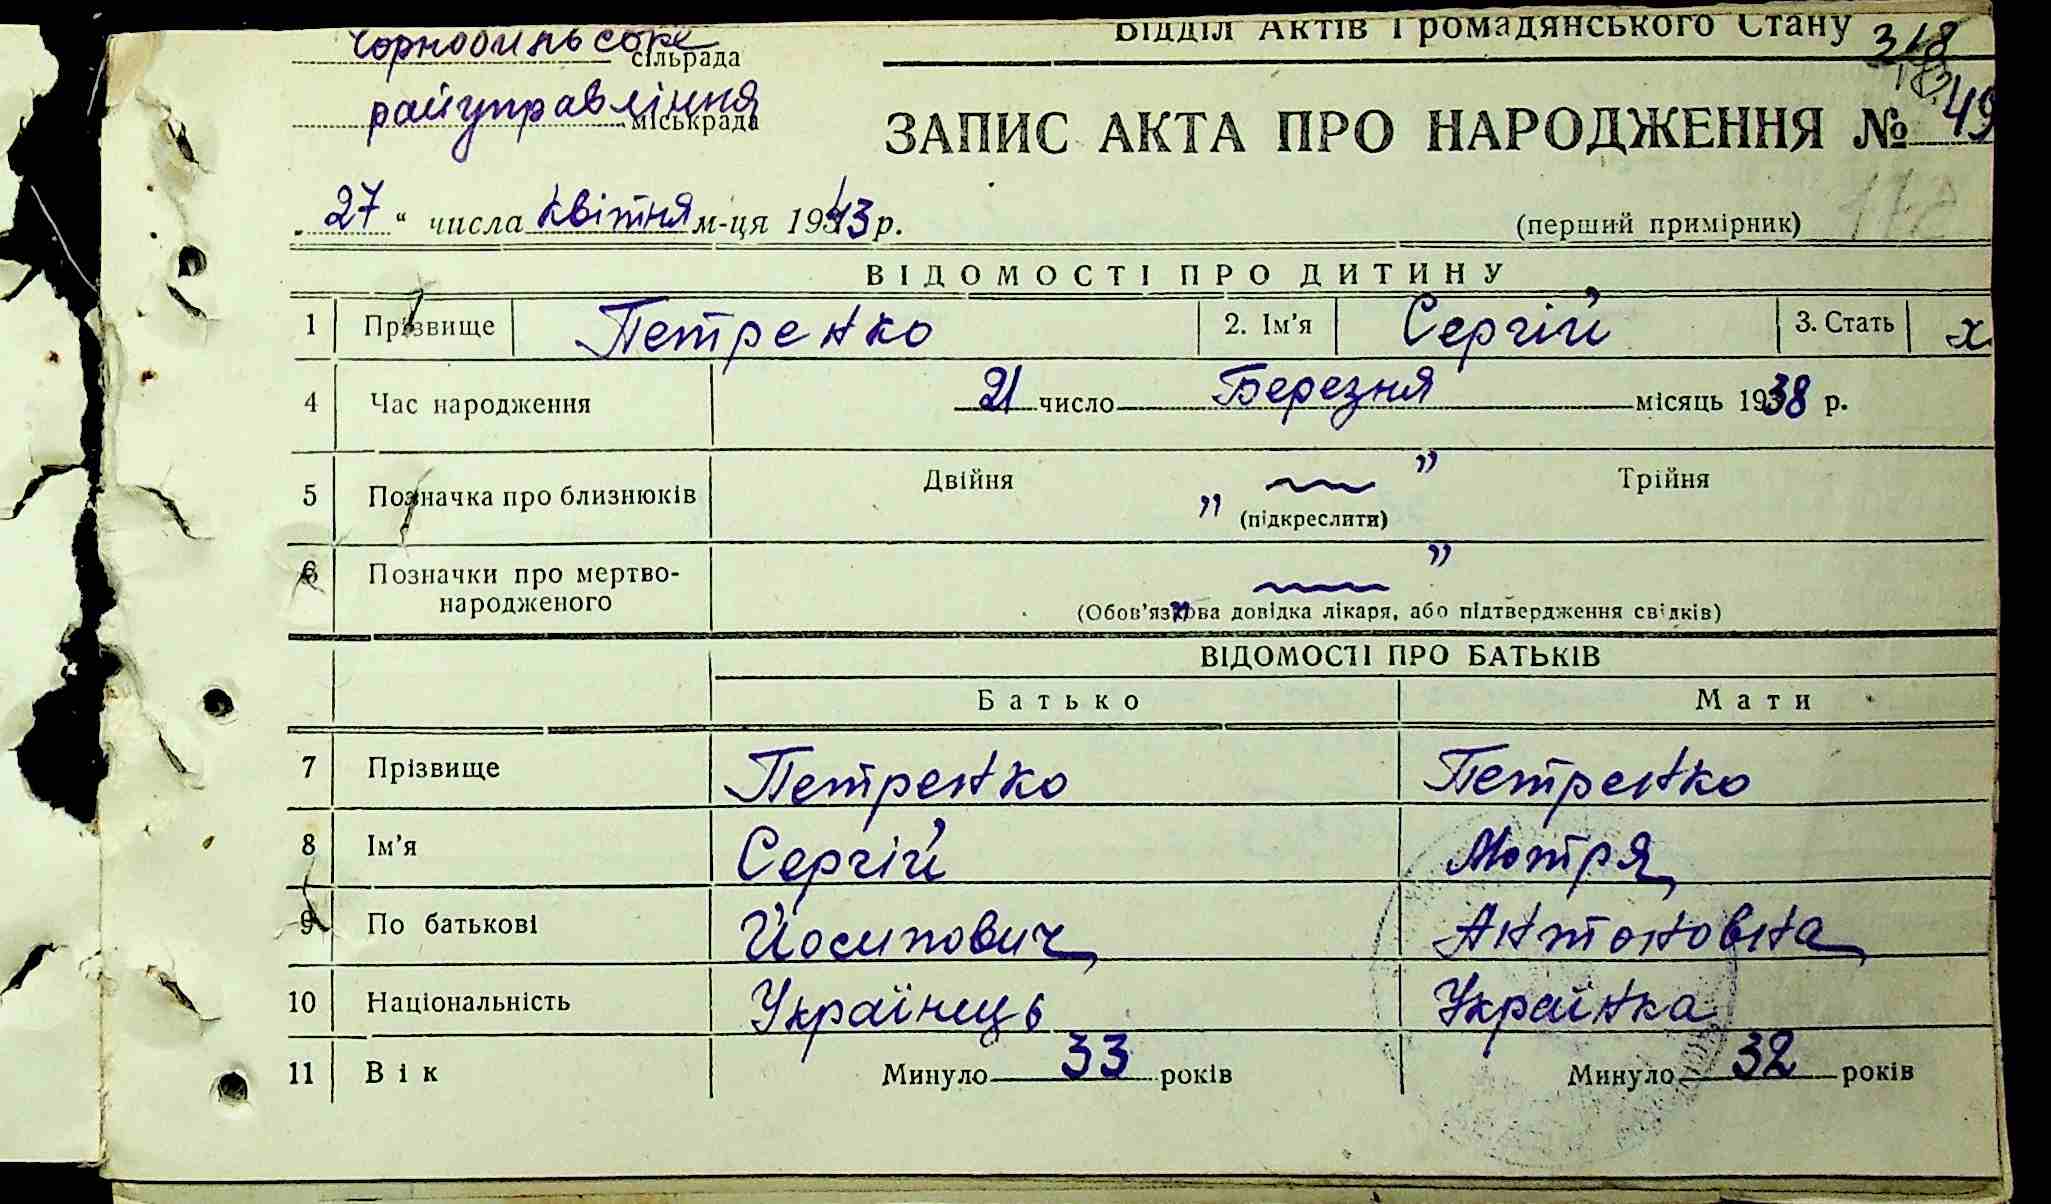 Відділ Актів Громадянського Стану
Чорнобильське сільрада
райуправління міськрада
318
ЗАПИС АКТА ПРО НАРОДЖЕННЯ № 49
„27“ числа квітня м-ця 1943 р.
(перший примірник)
ВІДОМОСТІ ПРО ДИТИНУ
1 Прізвище Петренко 2. Ім'я Сергій 3. Стать х
4 Час народження 21 число Березня місяць 1938 р.
5 Позначка про близнюків Двійня „ — ” Трійня
(підкреслити)
6 Позначки про мертво-
народженого — ”
(Обов'язкова довідка лікаря, або підтвердження свідків)
ВІДОМОСТІ ПРО БАТЬКІВ
Батько Мати
7 Прізвище Петренко Петренко
8 Ім'я Сергій Мотря
9 По батькові Йосипович Антоновна
10 Національність Українець Українка
11 Вік Минуло 33 років Минуло 32 років